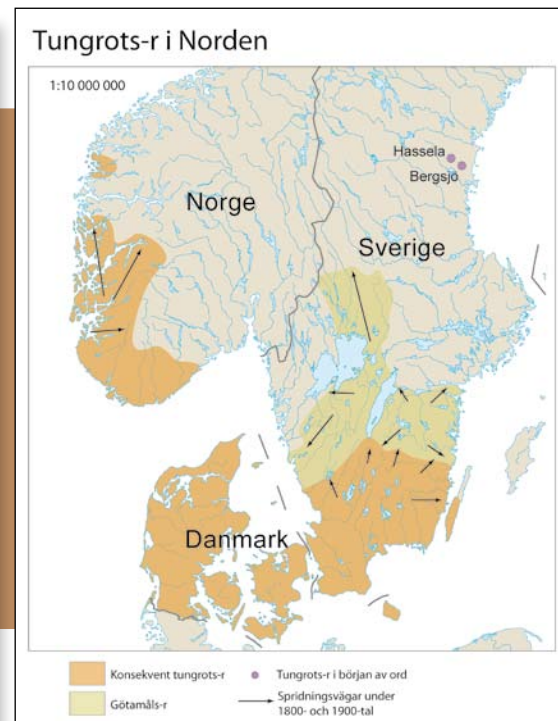 Tungrots-r i Norden
1:10 000 000
Hassela
Bergsjö
Norge
Sverige
Danmark
Konsekvent tungrots-r
Tungrots-r i början av ord
Götamåls-r
Spridningsvägar under
1800- och 1900-tal